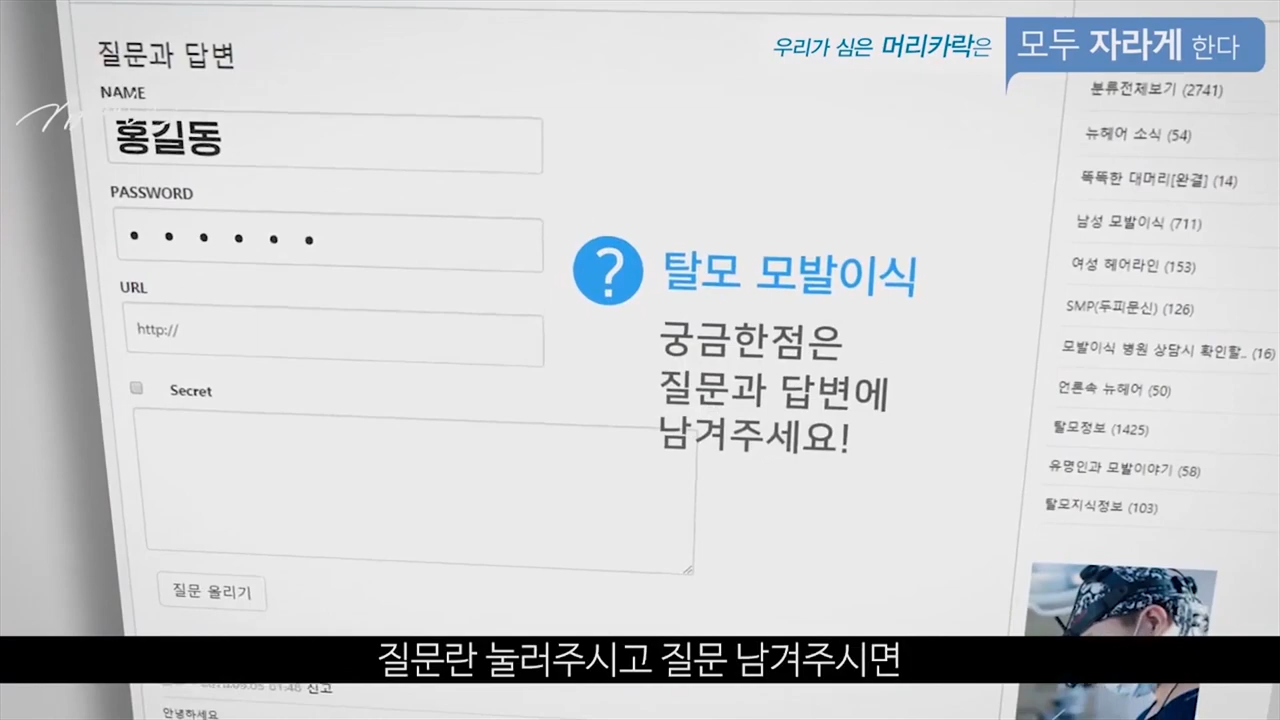 우리가 심은 머리카락은
모두 자라게 한다
질문과 답변
NAME
홍길동
PASSWORD
URL
http://
Secret
질문 올리기
?
탈모 모발이식
궁금한점은
질문과 답변에
남겨주세요!
분류전체보기 (2741)
뉴헤어 소식 (54)
똑똑한 대머리[완결] (14)
남성 모발이식 (711)
여성 헤어라인 (153)
SMP(두피문신) (126)
모발이식 병원 상담시 확인할.. (16)
언론속 뉴헤어 (50)
탈모정보 (1425)
유명인과 모발이야기 (58)
탈모지식정보 (103)
질문란 눌러주시고 질문 남겨주시면
신고
안녕하세요